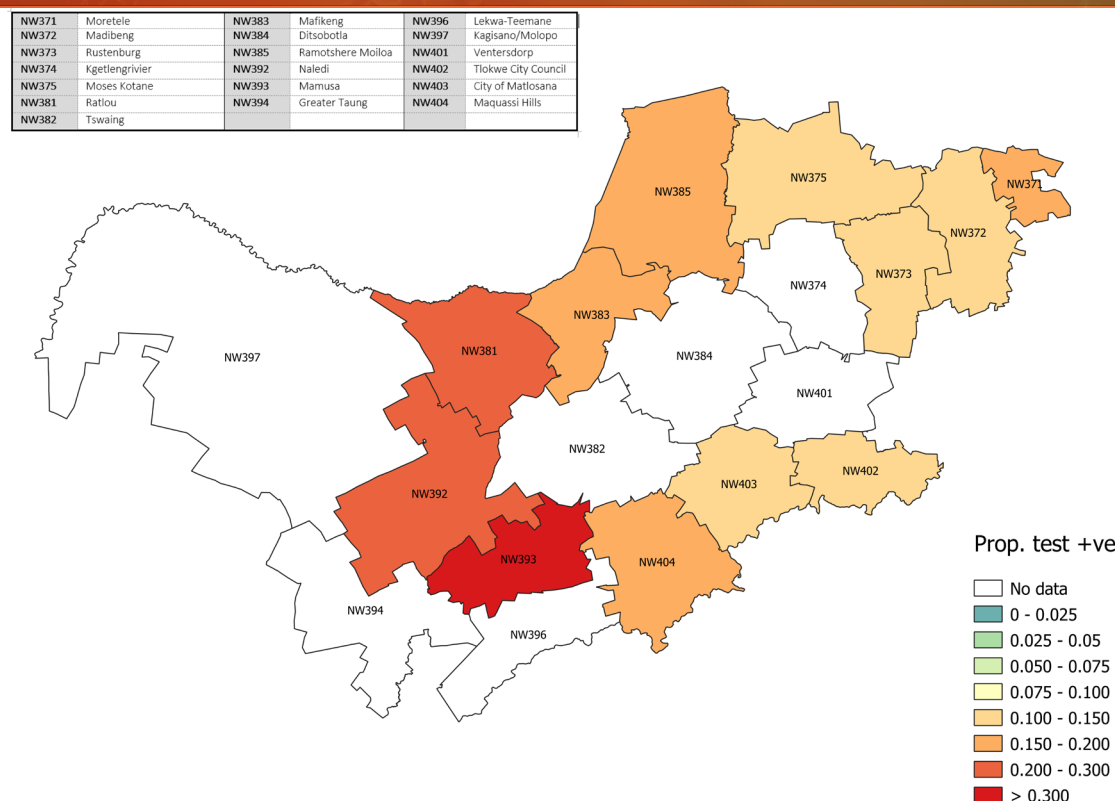 NW371 Moretele NW383 Mafikeng NW396 Lekwa-Teemane
NW372 Madibeng NW384 Ditsobotla NW397 Kagisano/Molopo
NW373 Rustenburg NW385 Ramotshere Moiloa NW401 Ventersdorp
NW374 Kgetlengrivier NW392 Naledi NW402 Tlokwe City Council
NW375 Moses Kotane NW393 Mamusa NW403 City of Matlosana
NW381 Ratlou NW394 Greater Taung NW404 Maquassi Hills
NW382 Tswaing
NW375
NW371
NW385
NW372
NW373
NW374
NW383
NW381
NW384
NW397
NW401
NW382
NW402
NW403
NW392
NW393
NW404
NW394
NW396
Prop. test +ve
No data
0 - 0.025
0.025 - 0.05
0.050 - 0.075
0.075 - 0.100
0.100 - 0.150
0.150 - 0.200
0.200 - 0.300
> 0.300